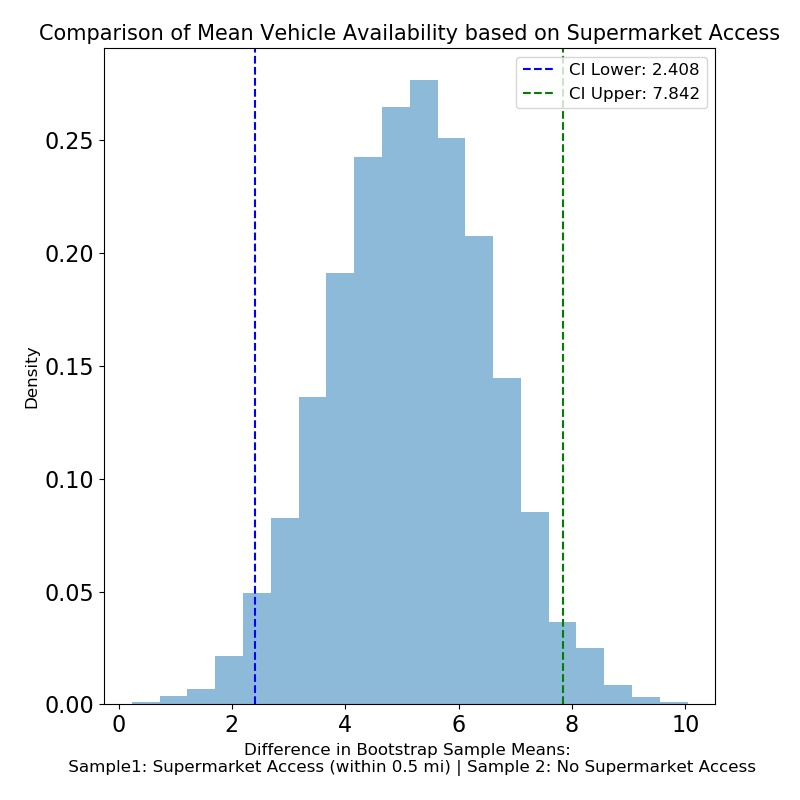 Comparison of Mean Vehicle Availability based on Supermarket Access
CI Lower: 2.408
CI Upper: 7.842
Density
0.25
0.20
0.15
0.10
0.05
0.00
0 2 4 6 8 10
Difference in Bootstrap Sample Means:
Sample1: Supermarket Access (within 0.5 mi) | Sample 2: No Supermarket Access